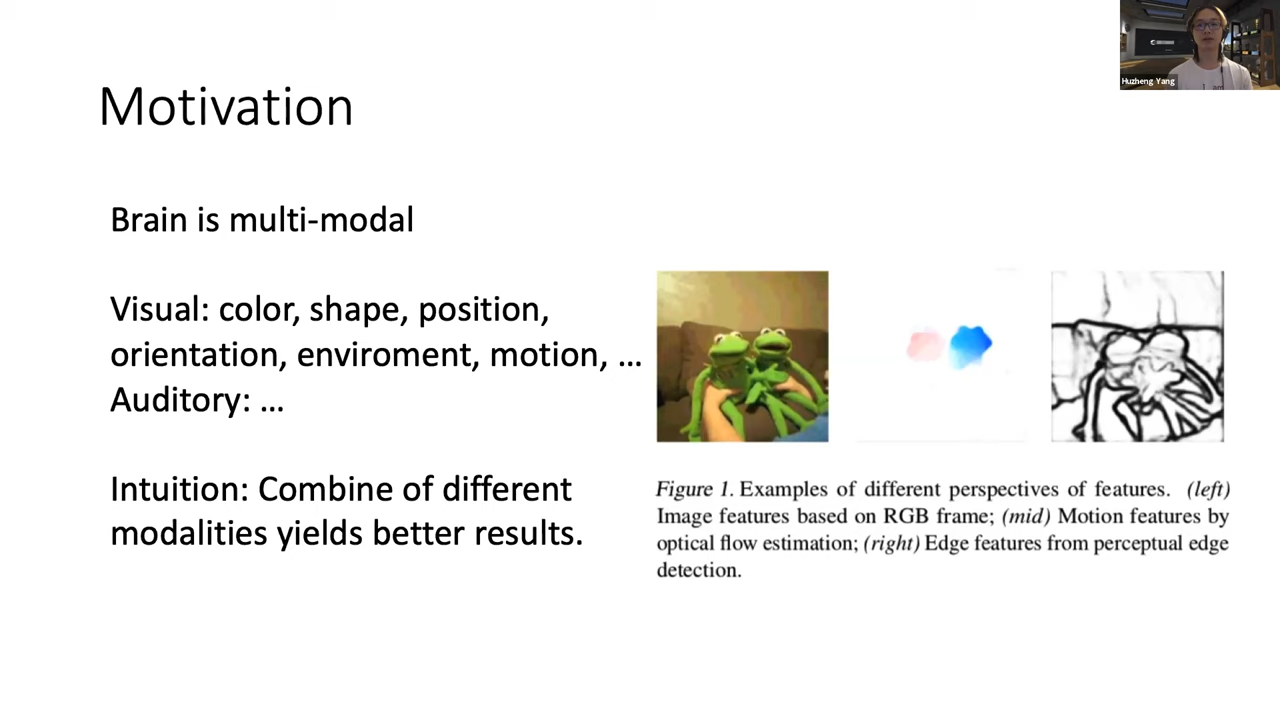 Motivation
Huzheng Yang
Brain is multi-modal
Visual: color, shape, position,
orientation, enviroment, motion, ...
Auditory: ...
Intuition: Combine of different
modalities yields better results.
Figure 1. Examples of different perspectives of features. (left)
Image features based on RGB frame; (mid) Motion features by
optical flow estimation; (right) Edge features from perceptual edge
detection.